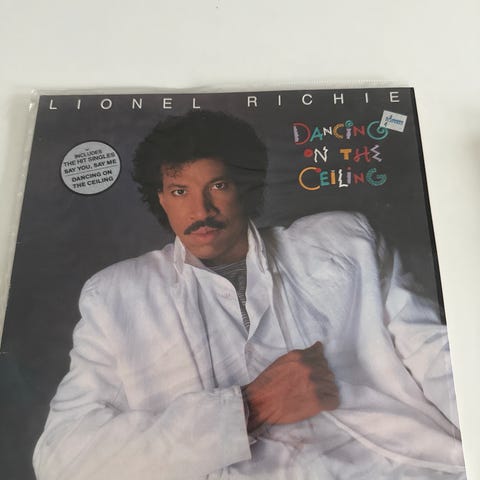 LIONEL RICHIE
DANCING
ON THE
CEILING
INCLUDES
THE HIT SINGLES
SAY YOU, SAY ME
DANCING ON
THE CEILING